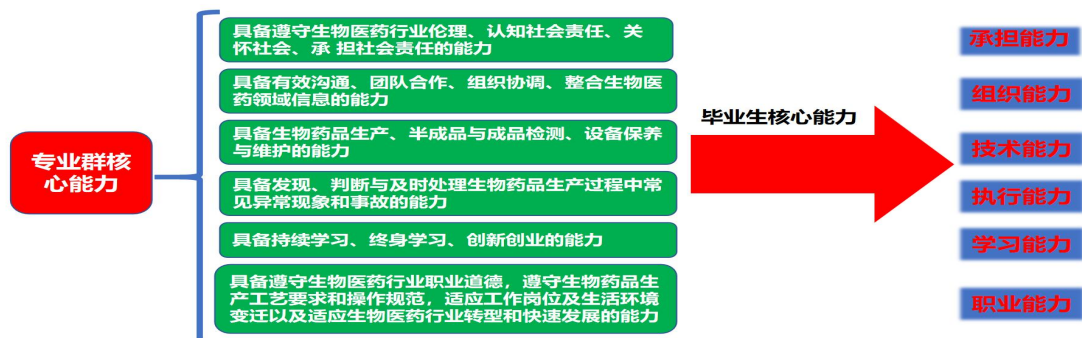 专业群核
心能力
具备遵守生物医药行业伦理、认知社会责任、关
怀社会、承 担社会责任的能力
具备有效沟通、团队合作、组织协调、整合生物医
药领域信息的能力
具备生物药品生产、半成品与成品检测、设备保养
与维护的能力
具备发现、判断与及时处理生物药品生产过程中常
见异常现象和事故的能力
具备持续学习、终身学习、创新创业的能力
具备遵守生物医药行业职业道德，遵守生物药品生
产工艺要求和操作规范，适应工作岗位及生活环境
变迁以及适应生物医药行业转型和快速发展的能力
毕业生核心能力
承担能力
组织能力
技术能力
执行能力
学习能力
职业能力